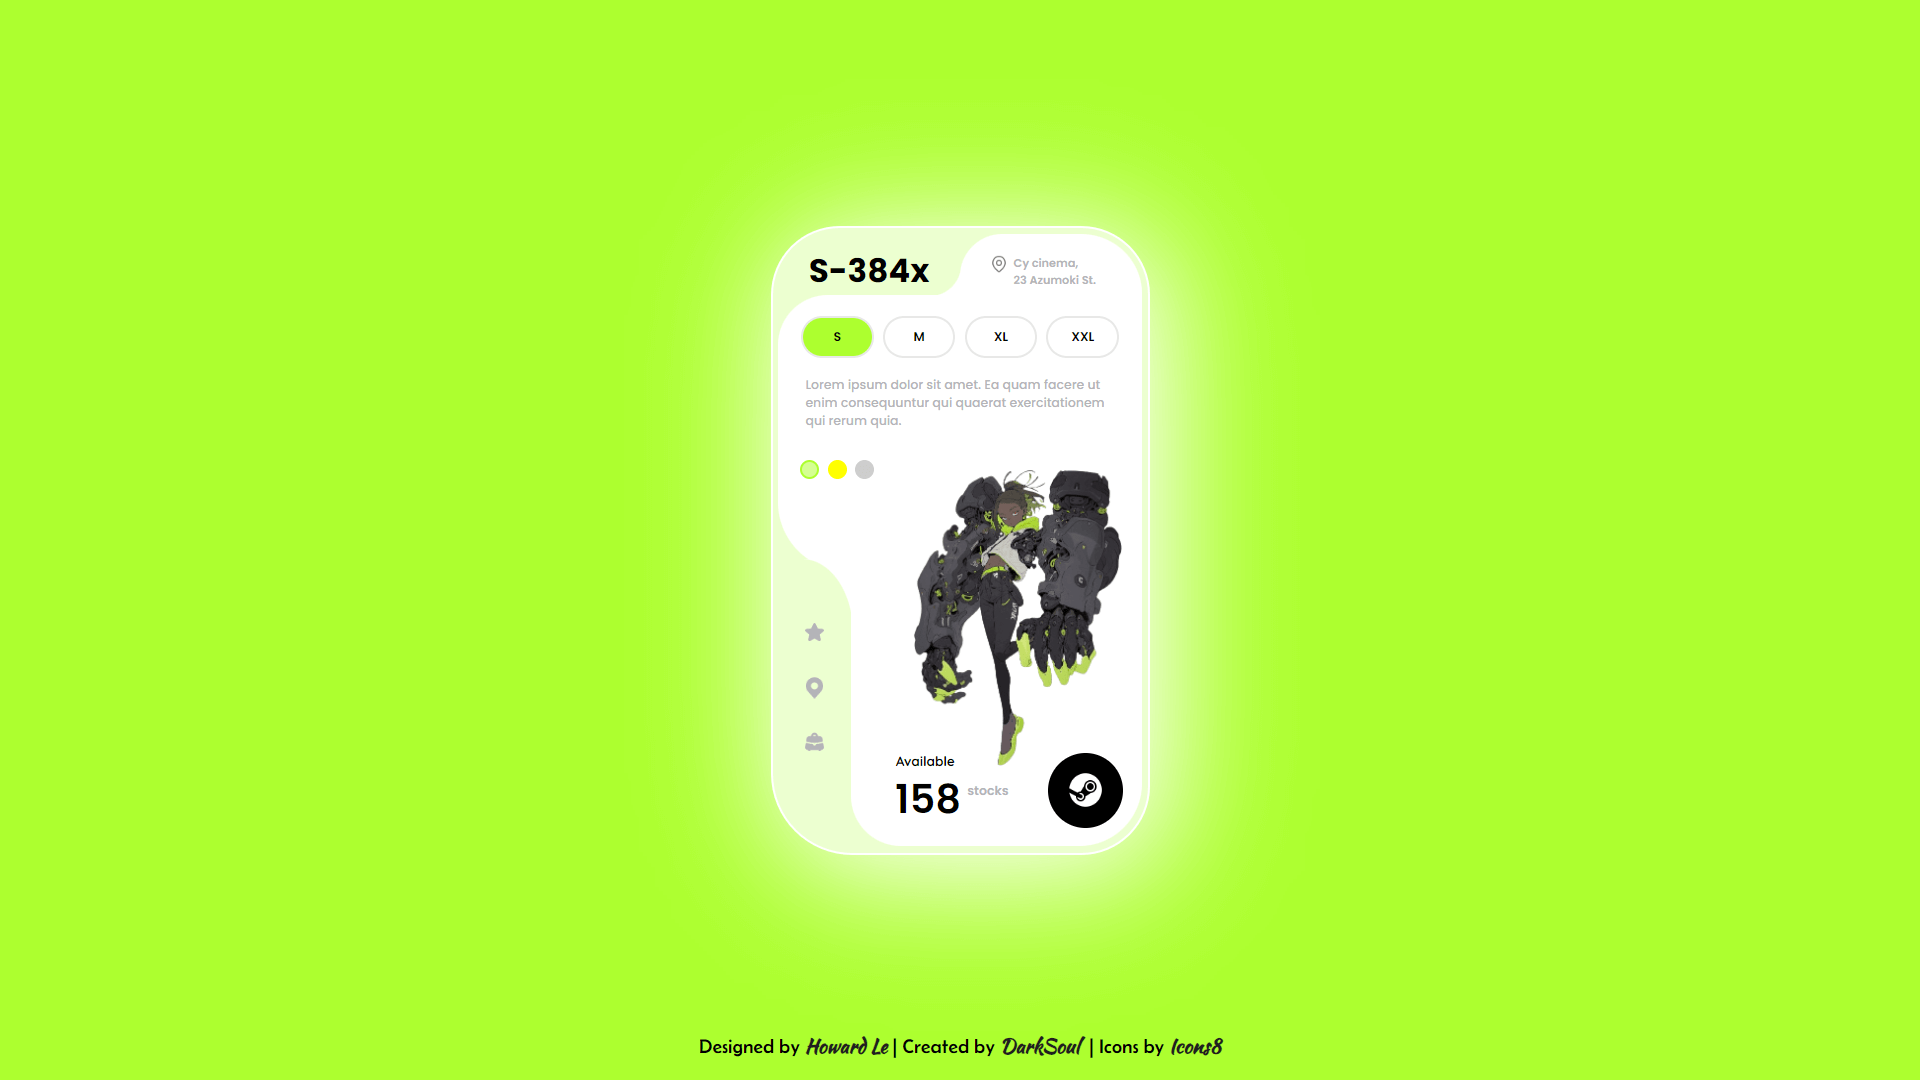 S-384x
Cy cinema,
23 Azumoki St.
S
M
XL
XXL
Lorem ipsum dolor sit amet. Ea quam facere ut
enim consequuntur qui quaerat exercitationem
qui rerum quia.
Available
158 stocks
Designed by Howard Le | Created by DarkSoul | Icons by Icons8